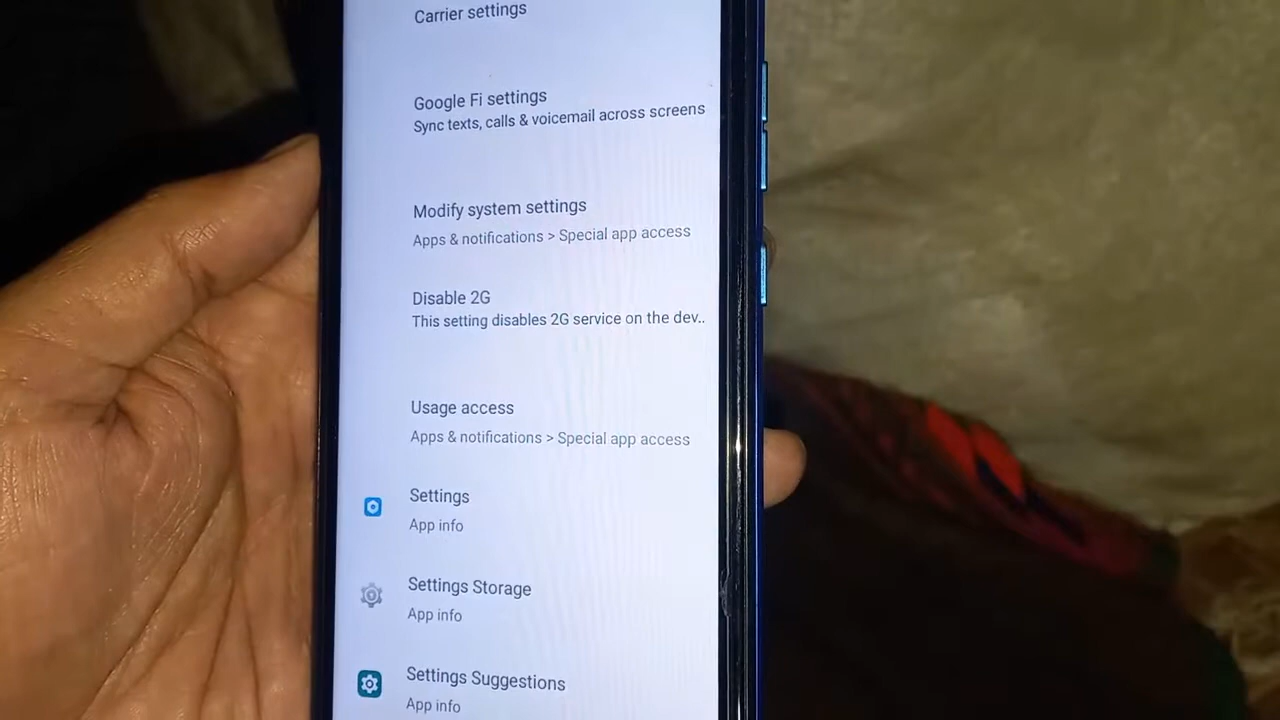 Carrier settings
Google Fi settings
Sync texts, calls & voicemail across screens
Modify system settings
Apps & notifications > Special app access
Disable 2G
This setting disables 2G service on the dev..
Usage access
Apps & notifications > Special app access
Settings
App info
Settings Storage
App info
Settings Suggestions
App info